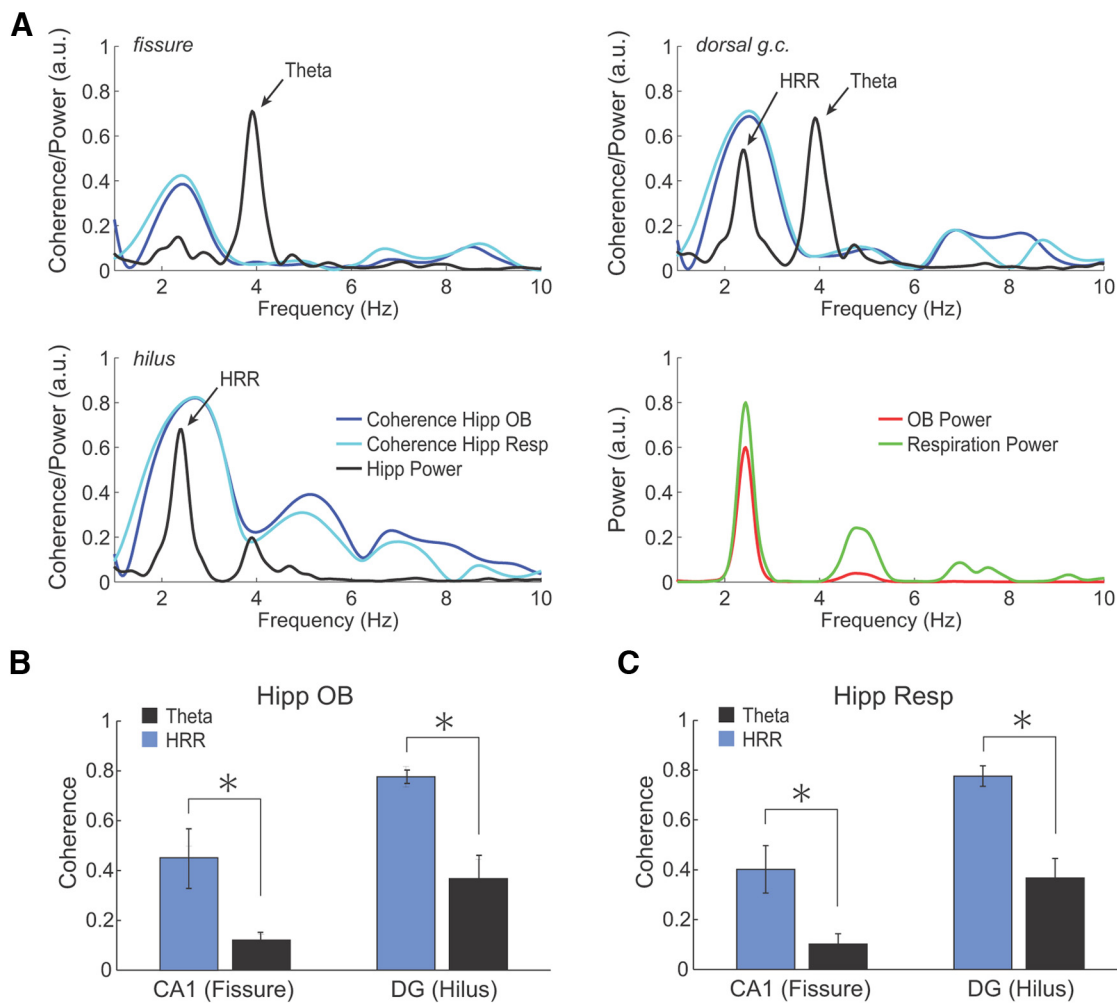 A
fissure
Theta
Coherence/Power (a.u.)
1
0.8
0.6
0.4
0.2
0
2
4
6
8
10
Frequency (Hz)
dorsal g.c.
HRR
Theta
Coherence/Power (a.u.)
1
0.8
0.6
0.4
0.2
0
2
4
6
8
10
Frequency (Hz)
hilus
HRR
Coherence Hipp OB
Coherence Hipp Resp
Hipp Power
Coherence/Power (a.u.)
1
0.8
0.6
0.4
0.2
0
2
4
6
8
10
Frequency (Hz)
OB Power
Respiration Power
Power (a.u.)
1
0.8
0.6
0.4
0.2
0
2
4
6
8
10
Frequency (Hz)
B
Hipp OB
Theta
HRR
Coherence
1
0.8
0.6
0.4
0.2
0
*
*
CA1 (Fissure)
DG (Hilus)
C
Hipp Resp
Theta
HRR
Coherence
1
0.8
0.6
0.4
0.2
0
*
*
CA1 (Fissure)
DG (Hilus)